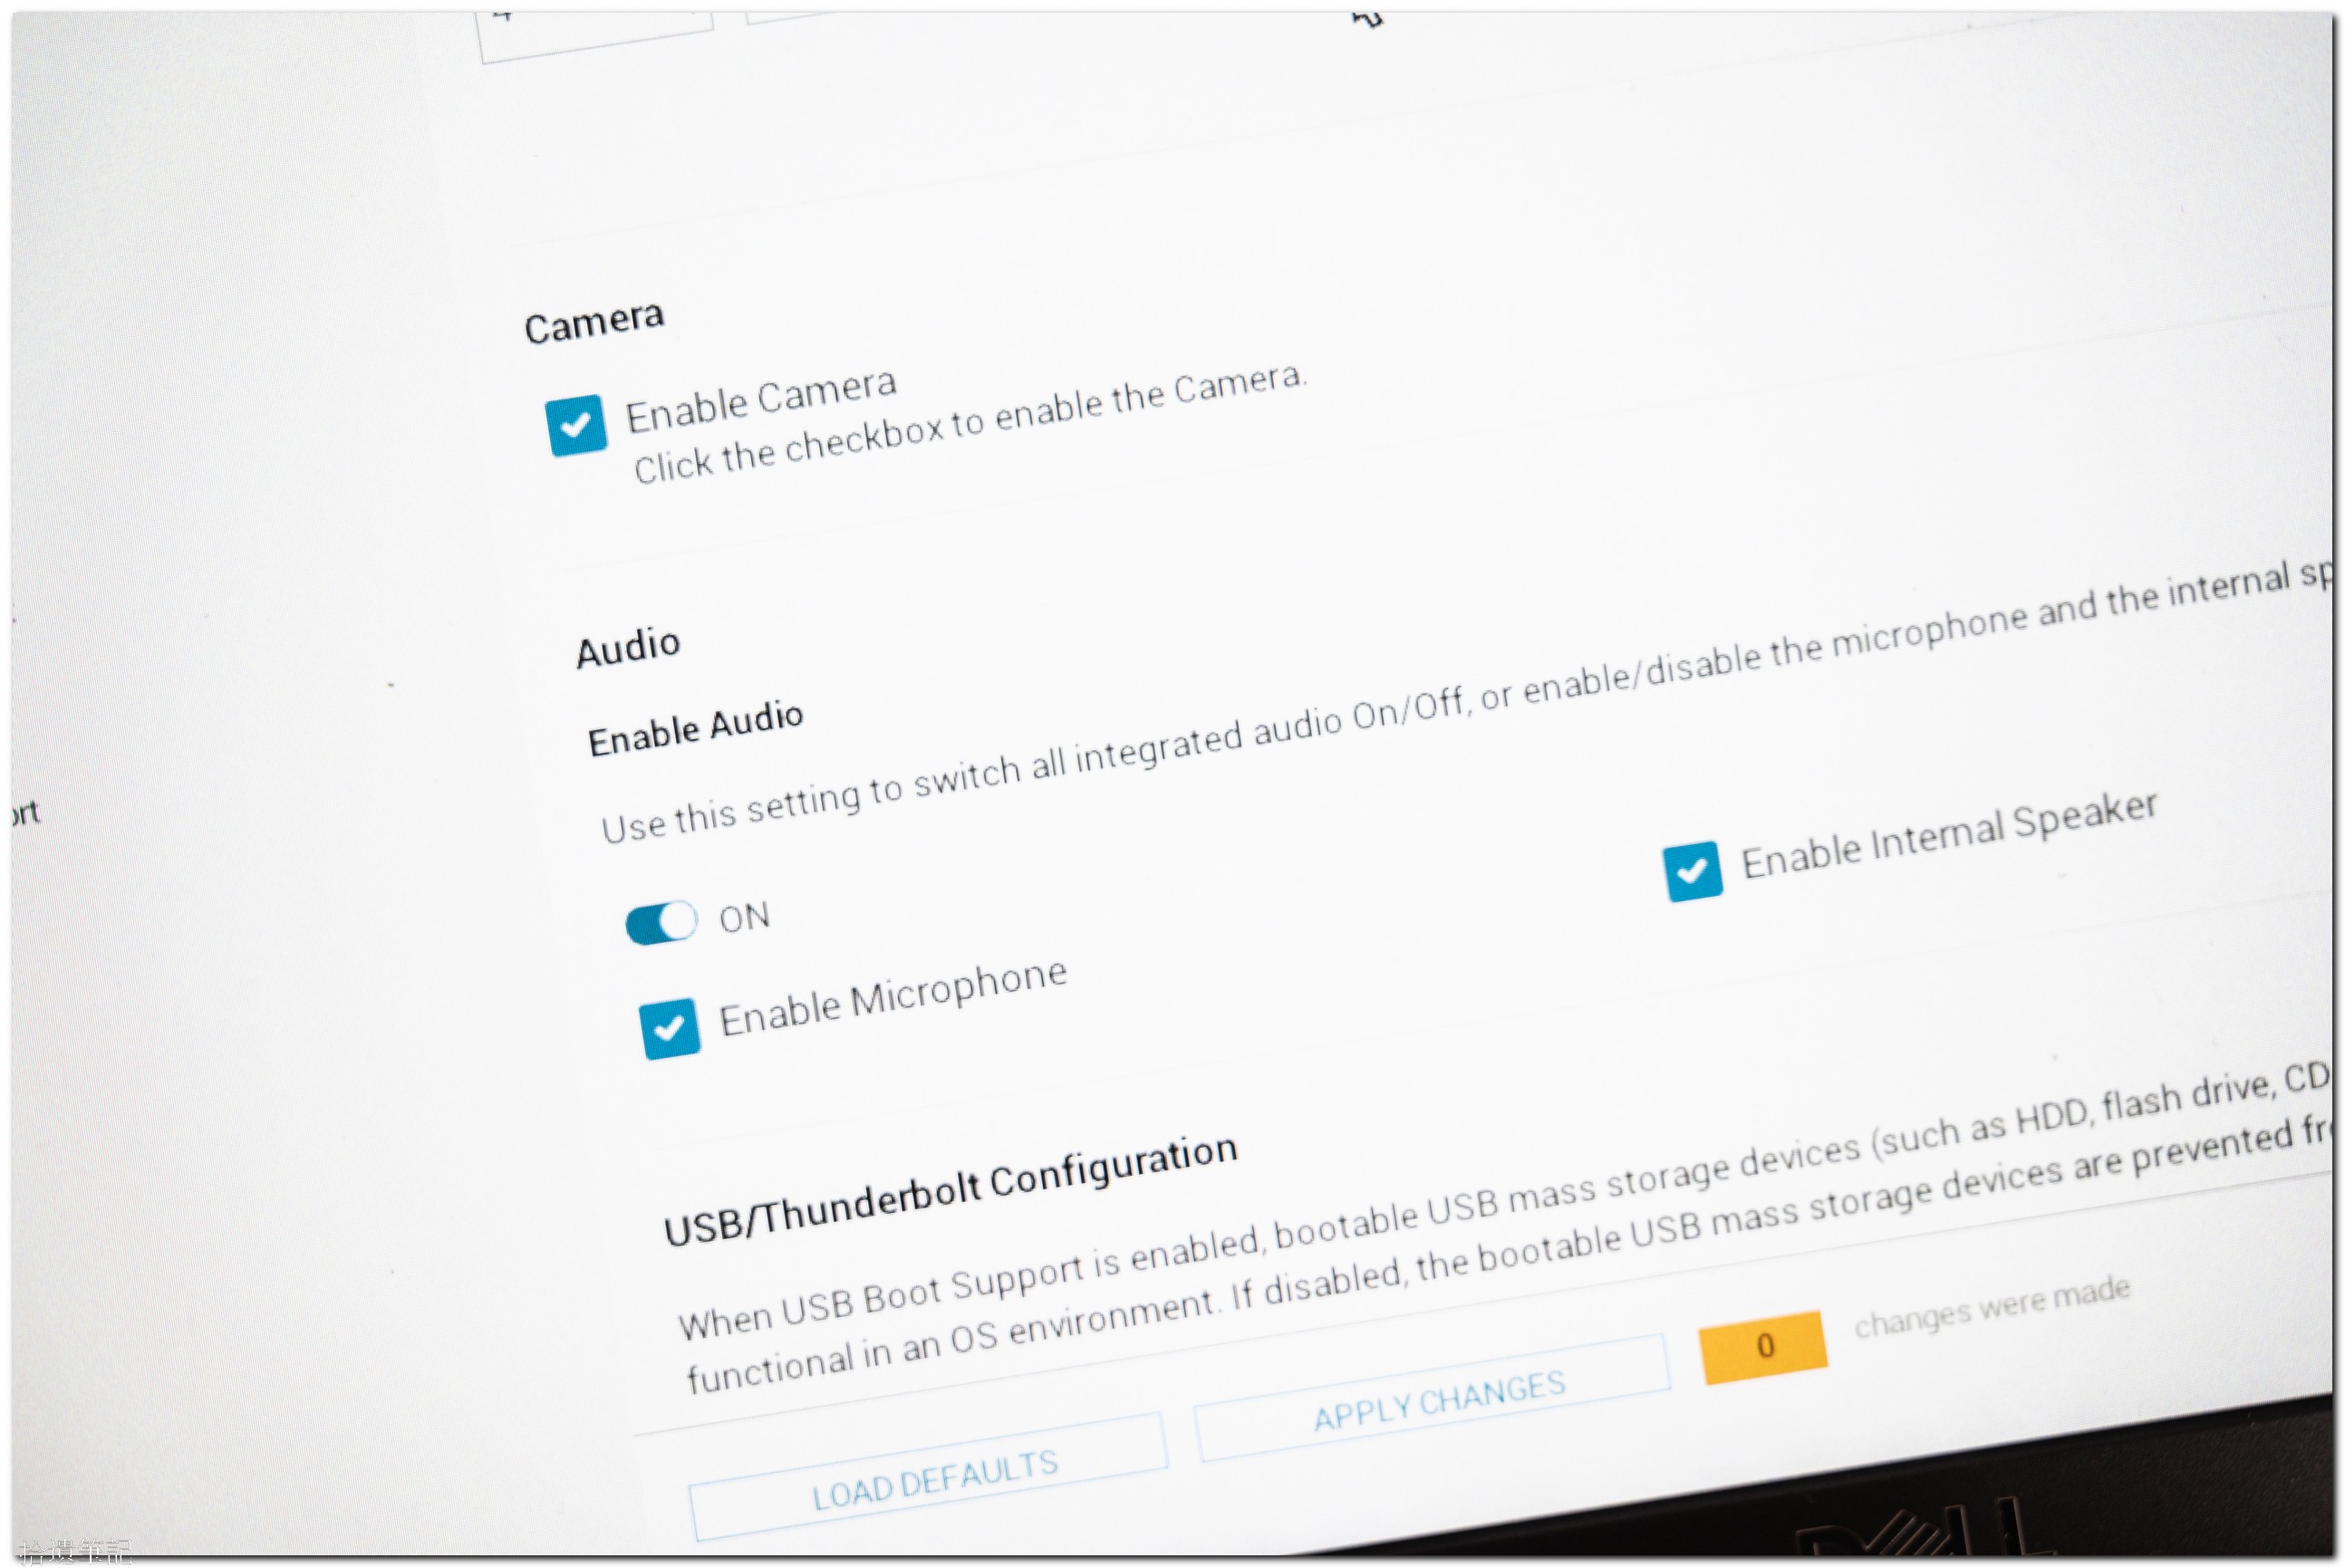 Camera
Enable Camera
Click the checkbox to enable the Camera.
Audio
Enable Audio
Use this setting to switch all integrated audio On/Off, or enable/disable the microphone and the internal sp
ort
ON
Enable Internal Speaker
Enable Microphone
USB/Thunderbolt Configuration
When USB Boot Support is enabled, bootable USB mass storage devices (such as HDD, flash drive, CD
functional in an OS environment. If disabled, the bootable USB mass storage devices are prevented fr
LOAD DEFAULTS
APPLY CHANGES
0 changes were made
DELL
拾遺筆記